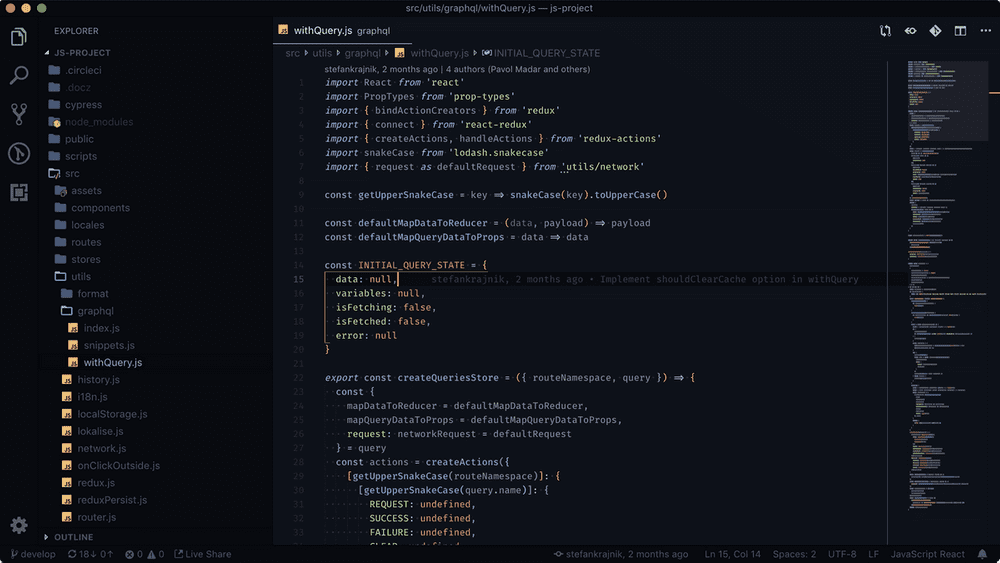 src/utils/graphql/withQuery.js — js-project
EXPLORER
JS-PROJECT
.circleci
.docz
cypress
node_modules
public
scripts
src
assets
components
locales
routes
stores
utils
format
graphql
index.js
snippets.js
withQuery.js
history.js
i18n.js
localStorage.js
lokalise.js
network.js
onClickOutside.js
redux.js
reduxPersist.js
router.js
OUTLINE
withQuery.js graphql
src › utils › graphql › withQuery.js › INITIAL_QUERY_STATE
stefankrajnik, 2 months ago | 4 authors (Pavol Madar and others)
1 import React from 'react'
2 import PropTypes from 'prop-types'
3 import { bindActionCreators } from 'redux'
4 import { connect } from 'react-redux'
5 import { createActions, handleActions } from 'redux-actions'
6 import snakeCase from 'lodash.snakecase'
7 import { request as defaultRequest } from 'utils/network'
8
9 const getUpperSnakeCase = key => snakeCase(key).toUpperCase()
10
11 const defaultMapDataToReducer = (data, payload) => payload
12 const defaultMapQueryDataToProps = data => data
13
14 const INITIAL_QUERY_STATE = {
15 data: null, stefankrajnik, 2 months ago • Implement shouldClearCache option in withQuery
16 variables: null,
17 isFetching: false,
18 isFetched: false,
19 error: null
20 }
21
22 export const createQueriesStore = ({ routeNamespace, query }) => {
23 const {
24 mapDataToReducer = defaultMapDataToReducer,
25 mapQueryDataToProps = defaultMapQueryDataToProps,
26 request: networkRequest = defaultRequest
27 } = query
28 const actions = createActions({
29 [getUpperSnakeCase(routeNamespace)]: {
30 [getUpperSnakeCase(query.name)]: {
31 REQUEST: undefined,
32 SUCCESS: undefined,
33 FAILURE: undefined,
develop 18↓ 0↑ 0 0 Live Share
stefankrajnik, 2 months ago Ln 15, Col 14 Spaces: 2 UTF-8 LF JavaScript React